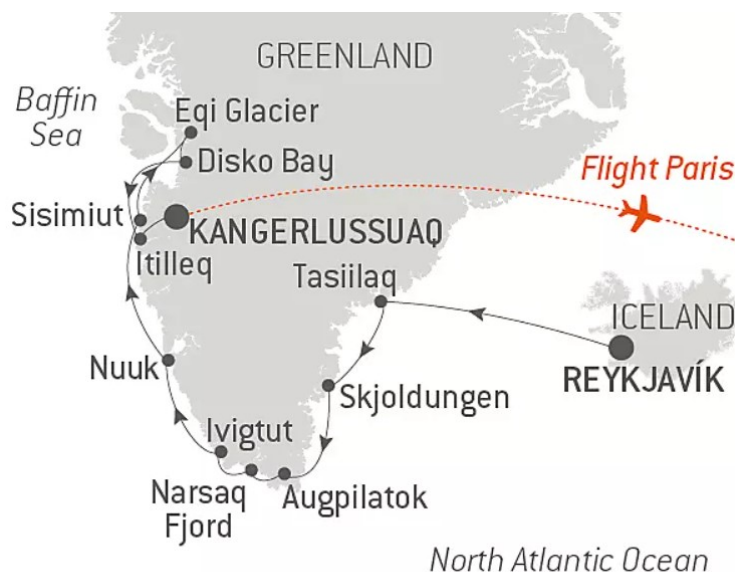 GREENLAND
Baffin
Sea
Eqi Glacier
Disko Bay
Flight Paris
Sisimiut
KANGERLUSSUAQ
Itilleq
Tasiilaq
ICELAND
REYKJAVÍK
Nuuk
Skjoldungen
Ivigtut
Narsaq
Fjord
Augpilatok
North Atlantic Ocean